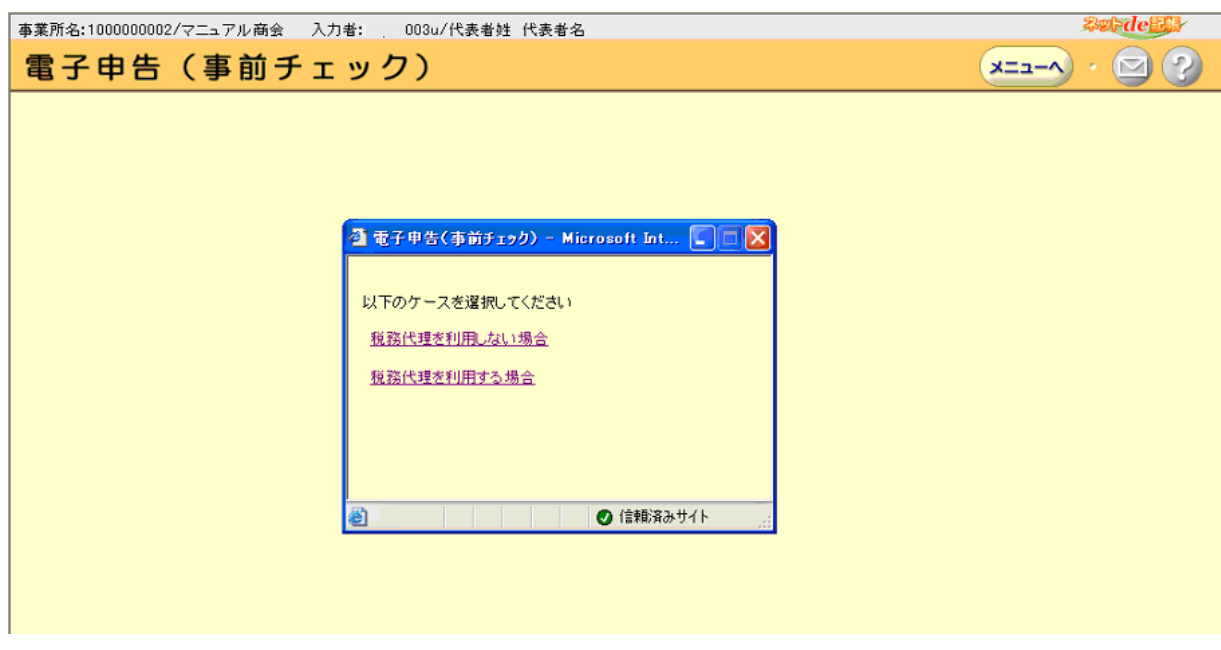 事業所名:1000000002/マニュアル商会 入力者: 003u/代表者姓 代表者名
ネットde記帳
電子申告(事前チェック)
メニューへ
?
電子申告(事前チェック) - Microsoft Int...
以下のケースを選択してください
税務代理を利用しない場合
税務代理を利用する場合
信頼済みサイト